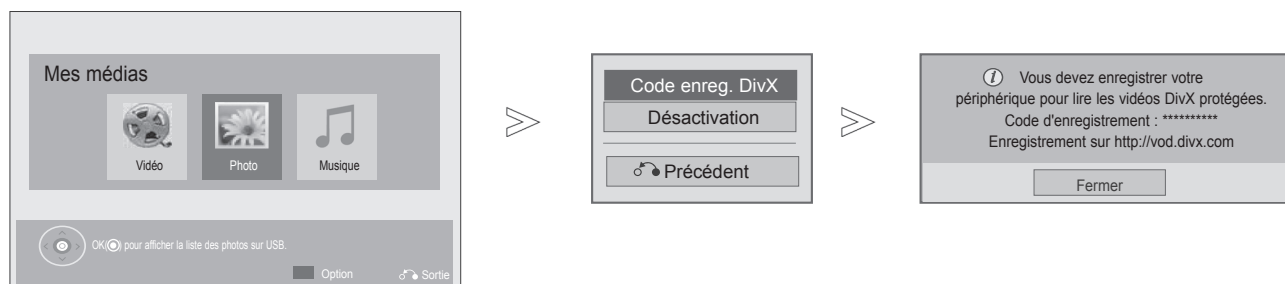 Mes médias
Vidéo
Photo
Musique
OK(◉) pour afficher la liste des photos sur USB.
Option
Sortie
Code enreg. DivX
Désactivation
Précédent
Vous devez enregistrer votre
périphérique pour lire les vidéos DivX protégées.
Code d'enregistrement : **********
Enregistrement sur http://vod.divx.com
Fermer